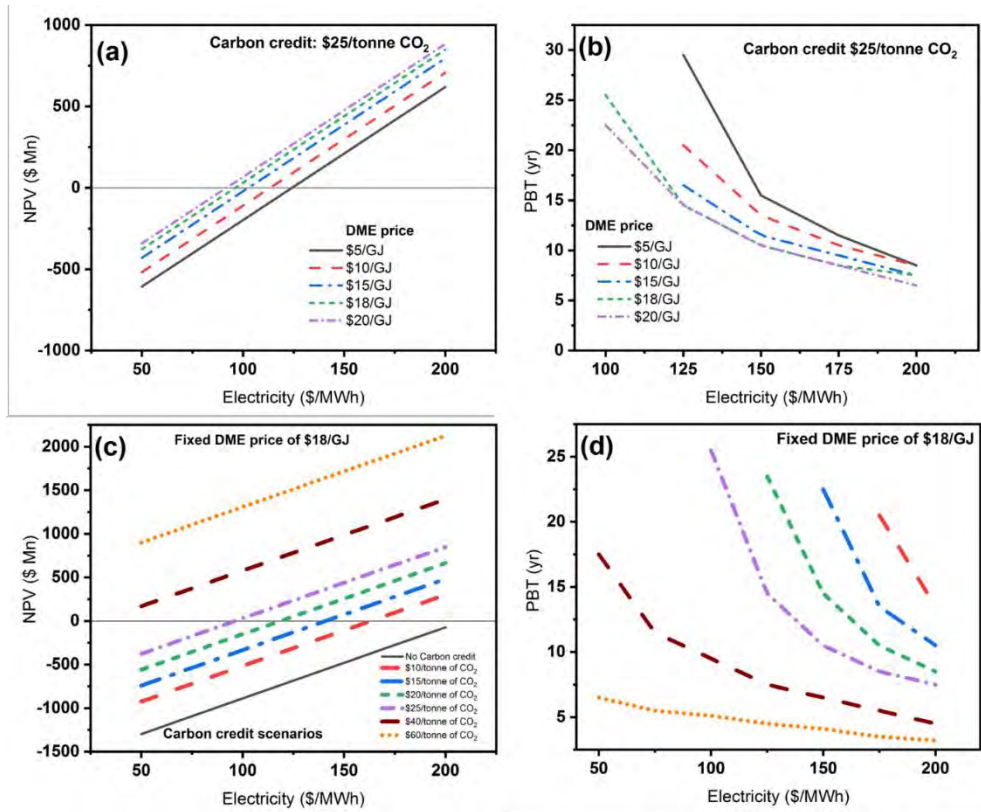 (a)
Carbon credit: $25/tonne CO₂
NPV ($ Mn)
1000
500
0
-500
-1000
DME price
$5/GJ
$10/GJ
$15/GJ
$18/GJ
$20/GJ
50
100
150
200
Electricity ($/MWh)
(b)
Carbon credit $25/tonne CO₂
PBT (yr)
30
25
20
15
10
5
0
DME price
$5/GJ
$10/GJ
$15/GJ
$18/GJ
$20/GJ
100
125
150
175
200
Electricity ($/MWh)
(c)
Fixed DME price of $18/GJ
NPV ($ Mn)
2000
1500
1000
500
0
-500
-1000
-1500
No Carbon credit
$10/tonne of CO₂
$15/tonne of CO₂
$20/tonne of CO₂
$25/tonne of CO₂
$40/tonne of CO₂
$60/tonne of CO₂
Carbon credit scenarios
50
100
150
200
Electricity ($/MWh)
(d)
Fixed DME price of $18/GJ
PBT (yr)
25
20
15
10
5
50
100
150
200
Electricity ($/MWh)